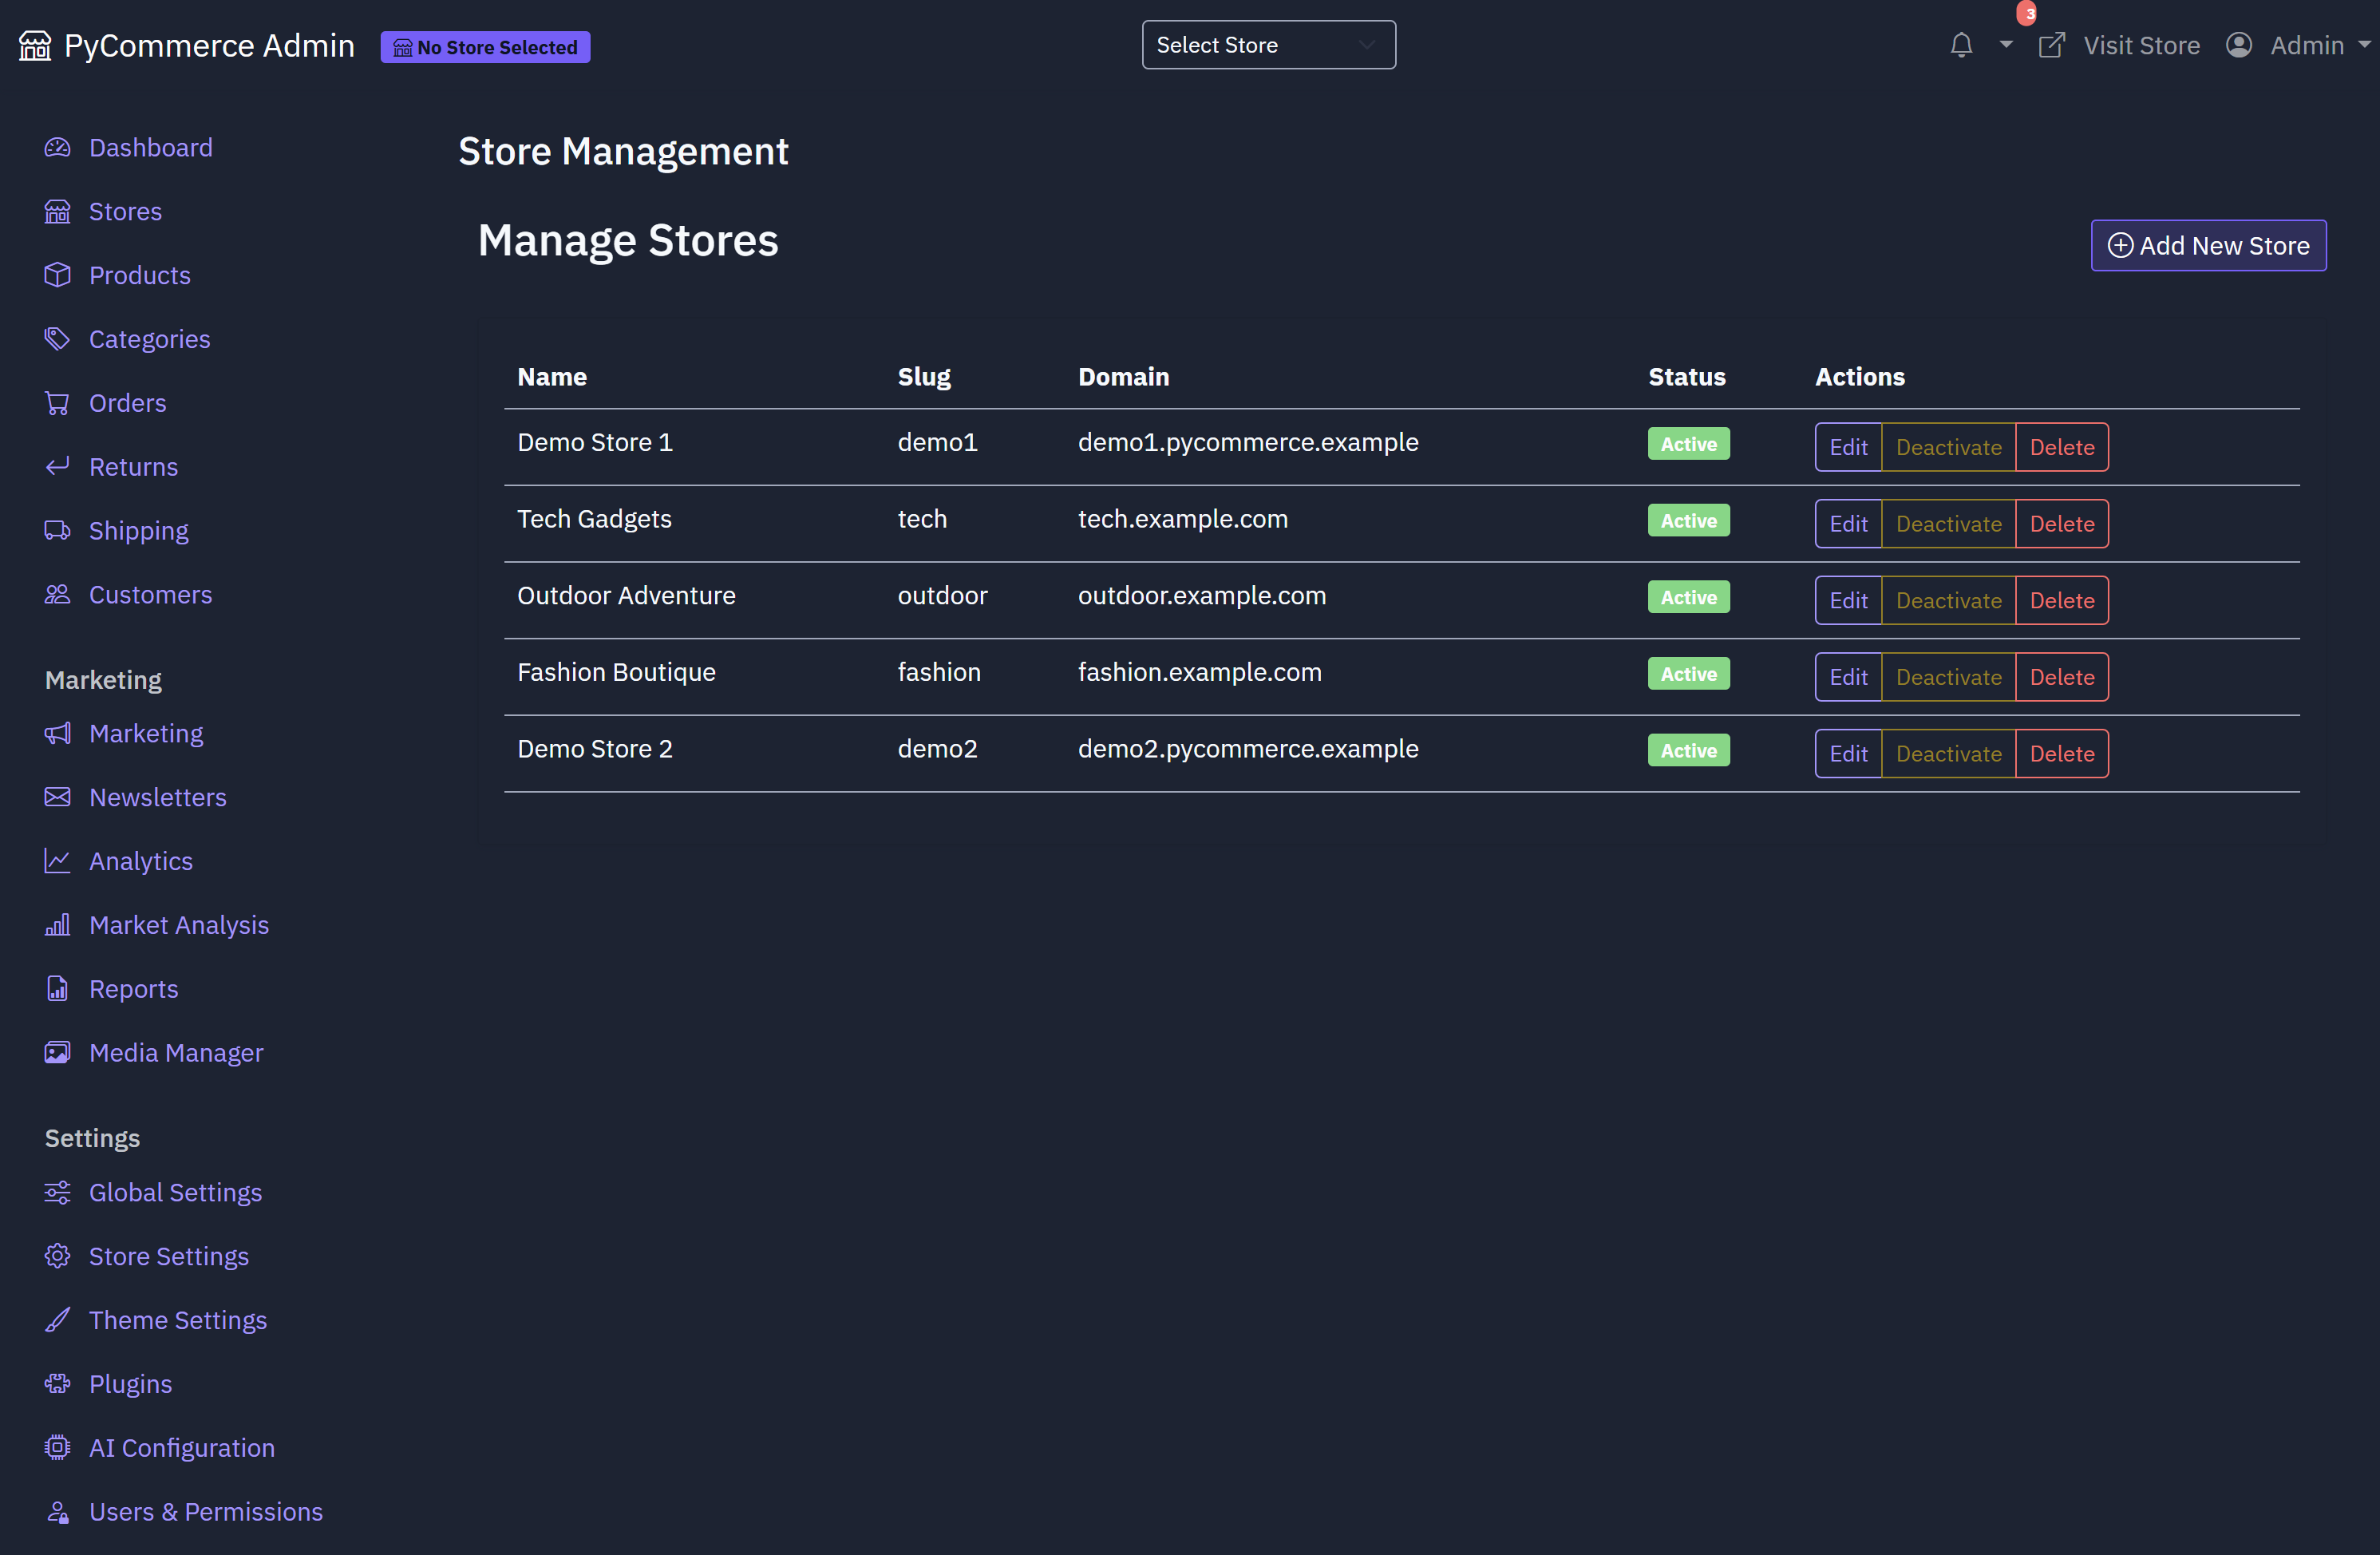 PyCommerce Admin
No Store Selected
Select Store
3
Visit Store
Admin
Dashboard
Stores
Products
Categories
Orders
Returns
Shipping
Customers
Marketing
Marketing
Newsletters
Analytics
Market Analysis
Reports
Media Manager
Settings
Global Settings
Store Settings
Theme Settings
Plugins
AI Configuration
Users & Permissions
Store Management
Manage Stores
Add New Store
Name Slug Domain Status Actions
Demo Store 1 demo1 demo1.pycommerce.example Active Edit Deactivate Delete
Tech Gadgets tech tech.example.com Active Edit Deactivate Delete
Outdoor Adventure outdoor outdoor.example.com Active Edit Deactivate Delete
Fashion Boutique fashion fashion.example.com Active Edit Deactivate Delete
Demo Store 2 demo2 demo2.pycommerce.example Active Edit Deactivate Delete